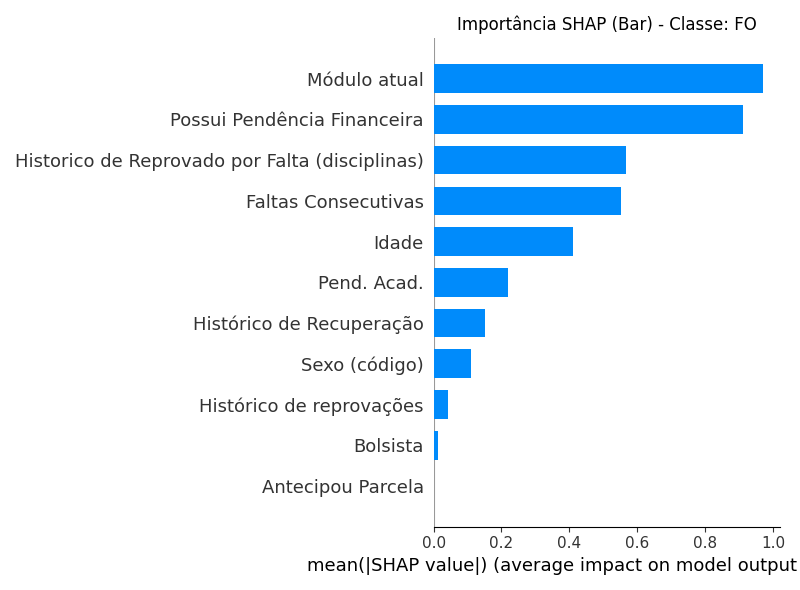 Importância SHAP (Bar) - Classe: FO
Módulo atual
Possui Pendência Financeira
Historico de Reprovado por Falta (disciplinas)
Faltas Consecutivas
Idade
Pend. Acad.
Histórico de Recuperação
Sexo (código)
Histórico de reprovações
Bolsista
Antecipou Parcela
0.0 0.2 0.4 0.6 0.8 1.0
mean(|SHAP value|) (average impact on model output